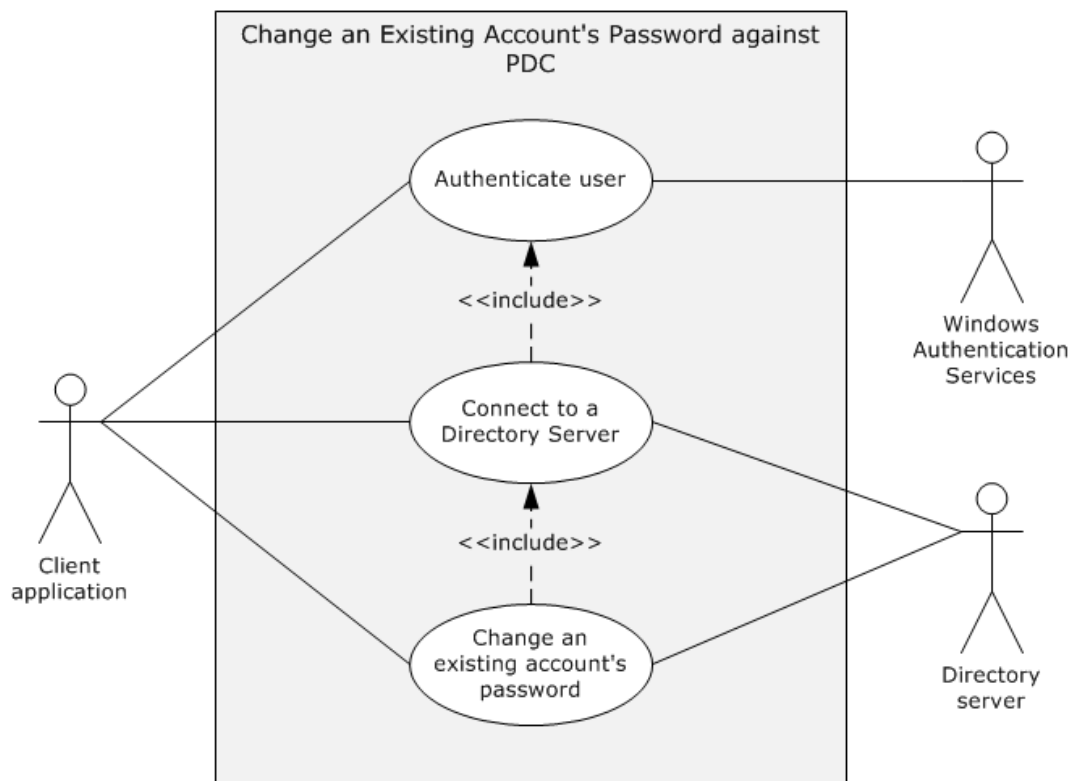 Change an Existing Account's Password against
PDC
Authenticate user
<<include>>
Windows
Authentication
Services
Connect to a
Directory Server
<<include>>
Client
application
Change an
existing account's
password
Directory
server